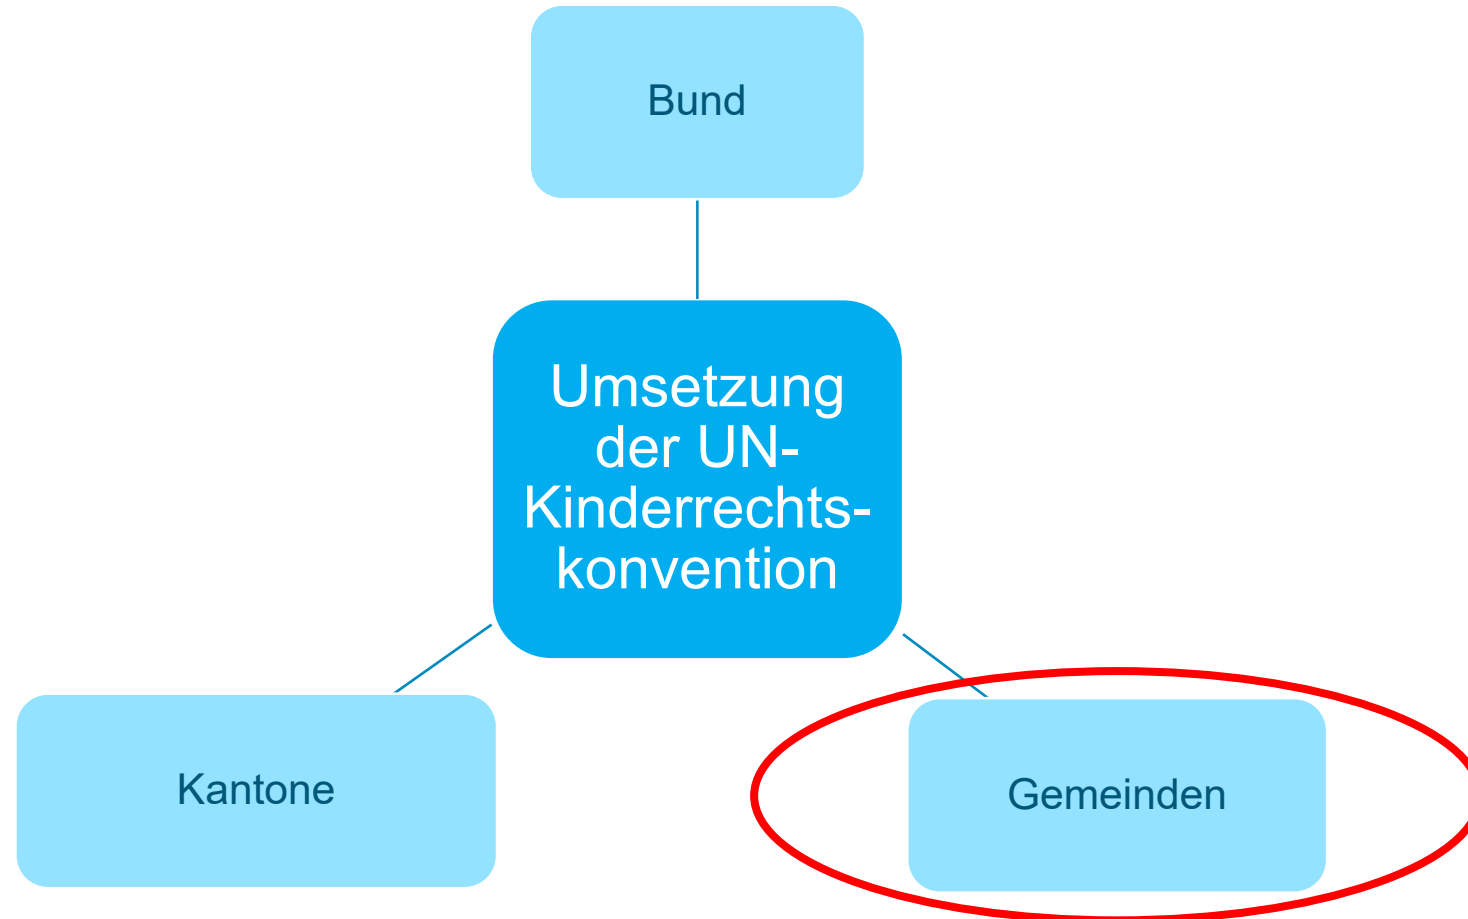 Bund
Umsetzung
der UN-
Kinderrechts-
konvention
Kantone
Gemeinden